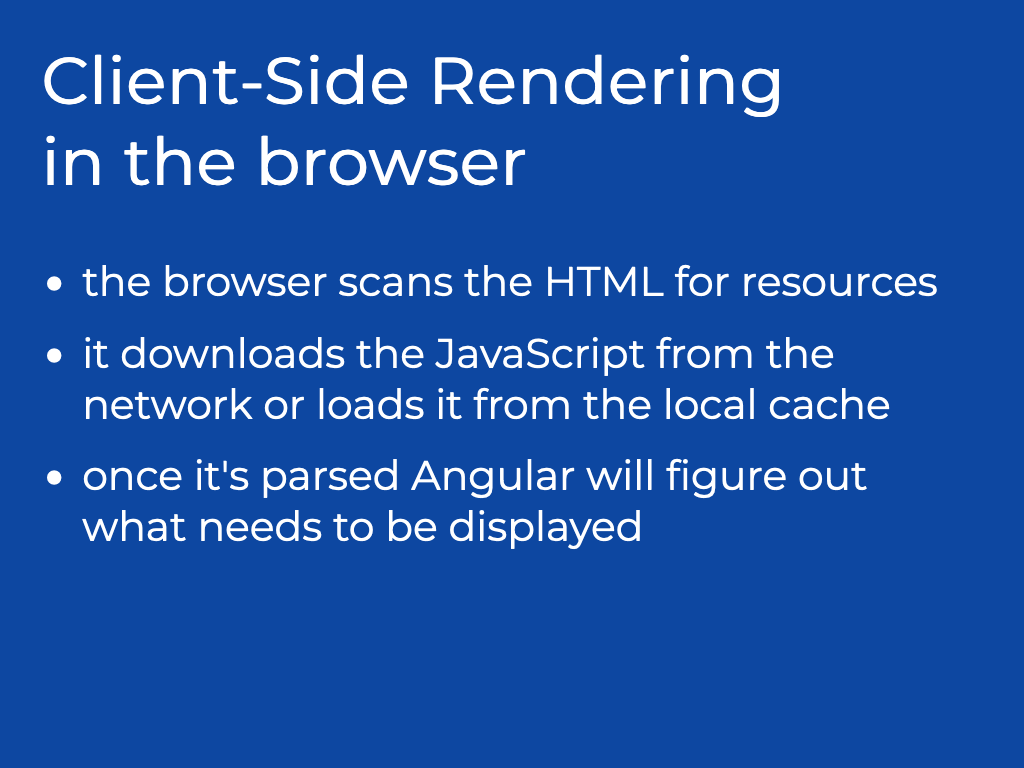 Client-Side Rendering
in the browser
• the browser scans the HTML for resources
• it downloads the JavaScript from the
network or loads it from the local cache
• once it's parsed Angular will figure out
what needs to be displayed